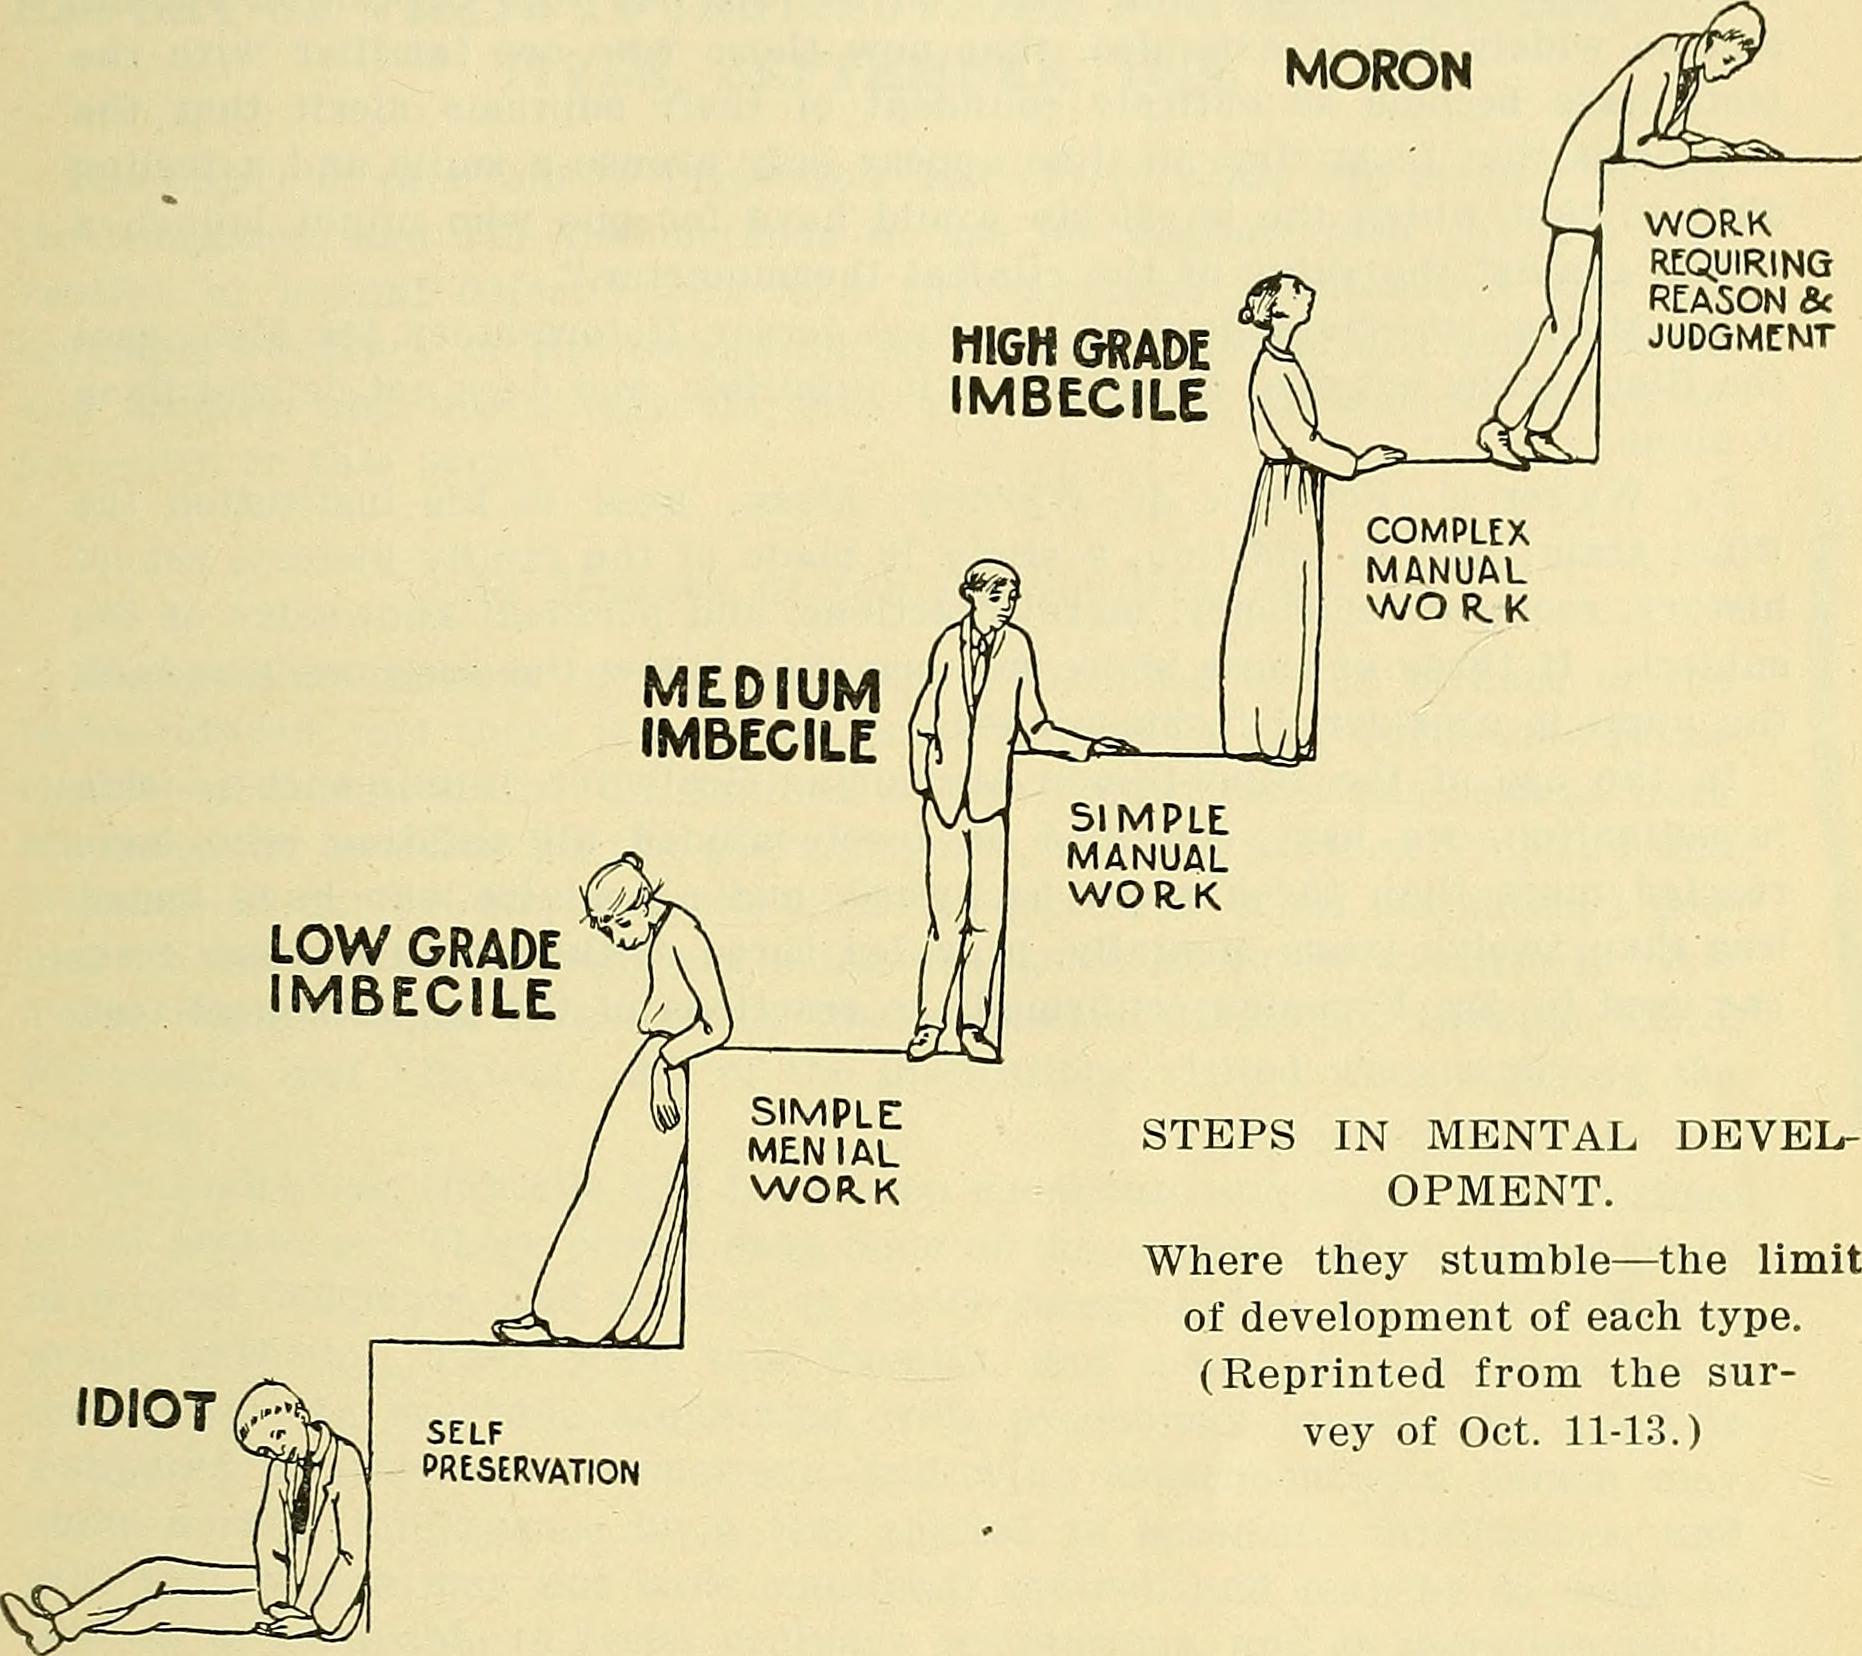 MORON
WORK
REQUIRING
REASON &
JUDGMENT
HIGH GRADE
IMBECILE
COMPLEX
MANUAL
WORK
MEDIUM
IMBECILE
SIMPLE
MANUAL
WORK
LOW GRADE
IMBECILE
SIMPLE
MENIAL
WORK
IDIOT
SELF
PRESERVATION
STEPS IN MENTAL DEVEL-
OPMENT.
Where they stumble—the limit
of development of each type.
(Reprinted from the sur-
vey of Oct. 11-13.)